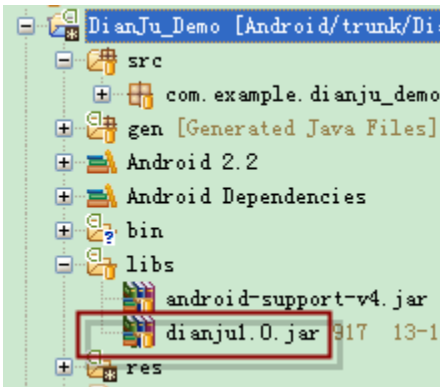 DianJu_Demo [Android/trunk/Di
src
com.example.dianju_demo
gen [Generated Java Files]
Android 2.2
Android Dependencies
bin
libs
android-support-v4.jar
dianju1.0.jar 917 13-1
res